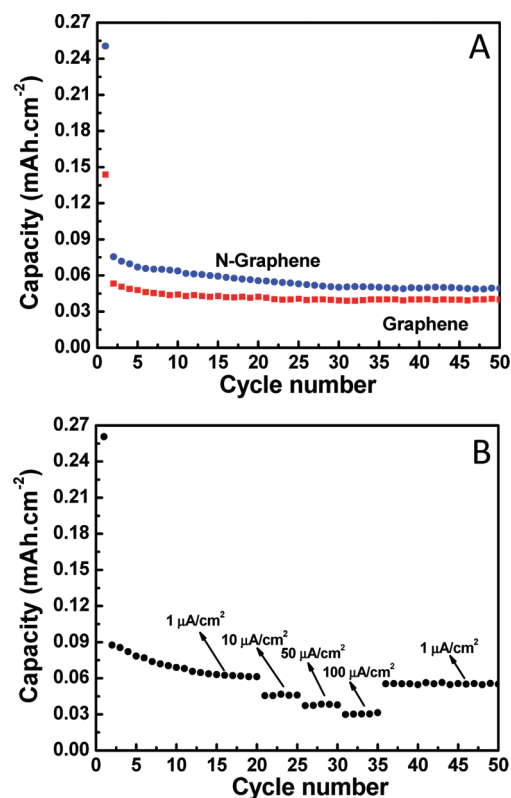 A
Capacity (mAh.cm⁻²)
0.27
0.24
0.21
0.18
0.15
0.12
0.09
0.06
0.03
0.00
N-Graphene
Graphene
0 5 10 15 20 25 30 35 40 45 50
Cycle number
B
Capacity (mAh.cm⁻²)
0.27
0.24
0.21
0.18
0.15
0.12
0.09
0.06
0.03
0.00
1 μA/cm²
10 μA/cm²
50 μA/cm²
100 μA/cm²
1 μA/cm²
0 5 10 15 20 25 30 35 40 45 50
Cycle number